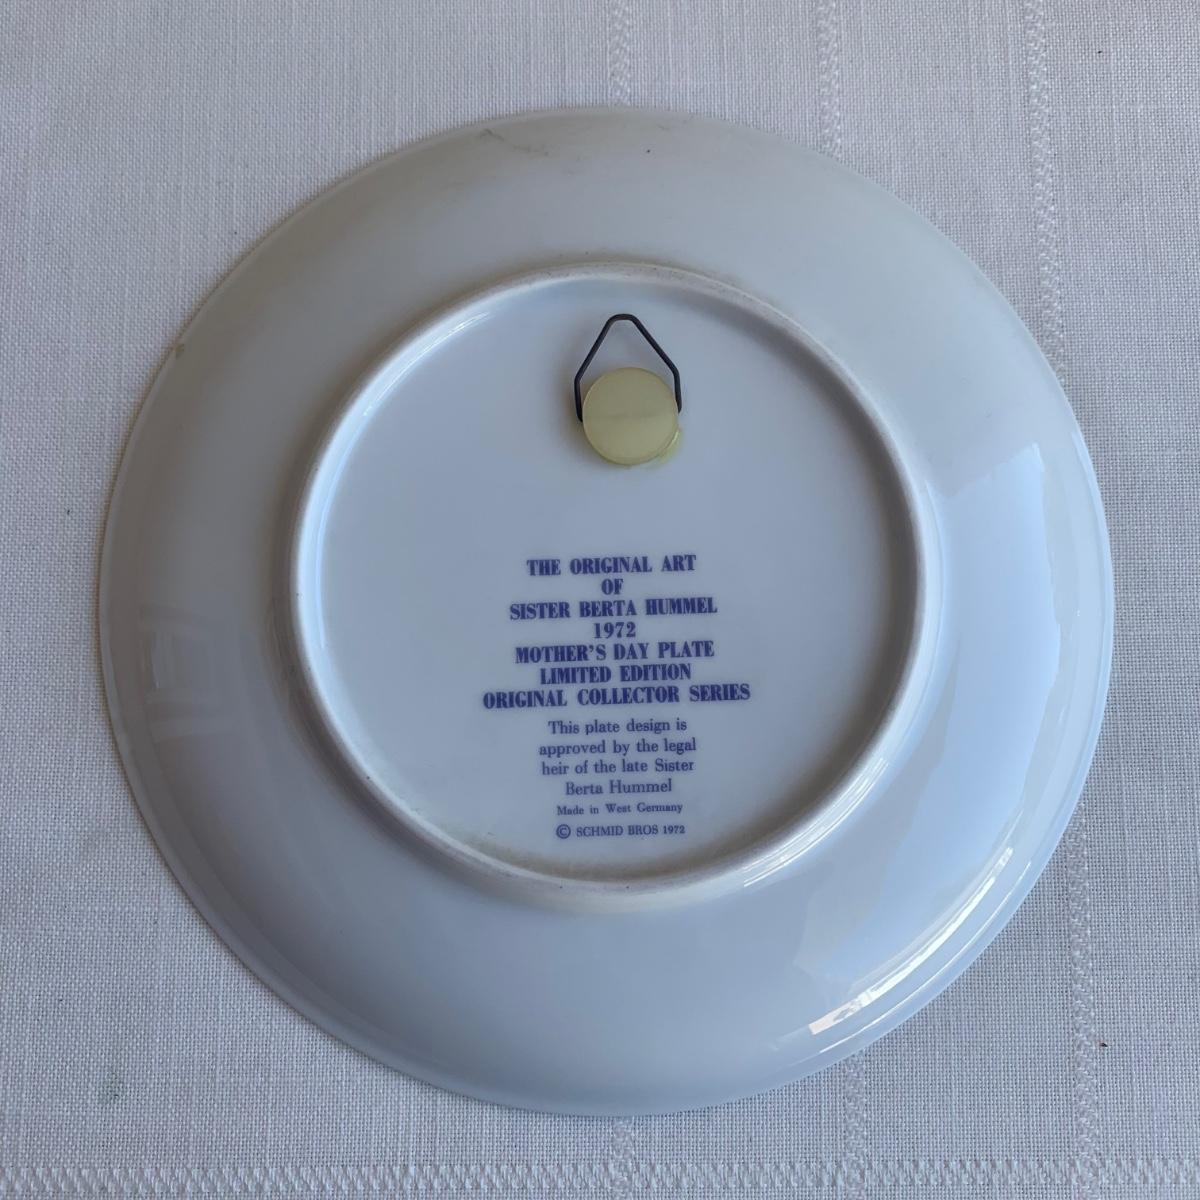 THE ORIGINAL ART
OF
SISTER BERTA HUMMEL
1972
MOTHER'S DAY PLATE
LIMITED EDITION
ORIGINAL COLLECTOR SERIES
This plate design is
approved by the legal
heir of the late Sister
Berta Hummel
Made in West Germany
© SCHMID BROS 1972